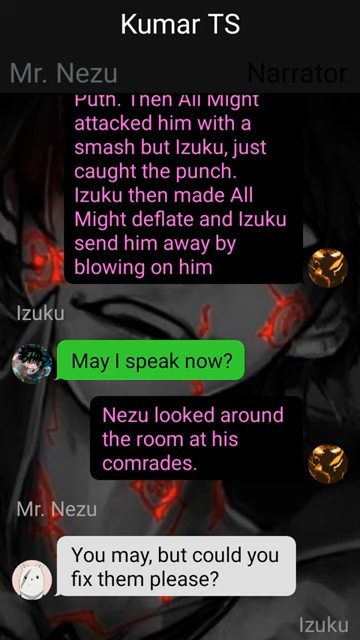 Kumar TS
Mr. Nezu
Narrator
Puth. Then All Might
attacked him with a
smash but Izuku, just
caught the punch.
Izuku then made All
Might deflate and Izuku
send him away by
blowing on him
Izuku
May I speak now?
Nezu looked around
the room at his
comrades.
Mr. Nezu
You may, but could you
fix them please?
Izuku